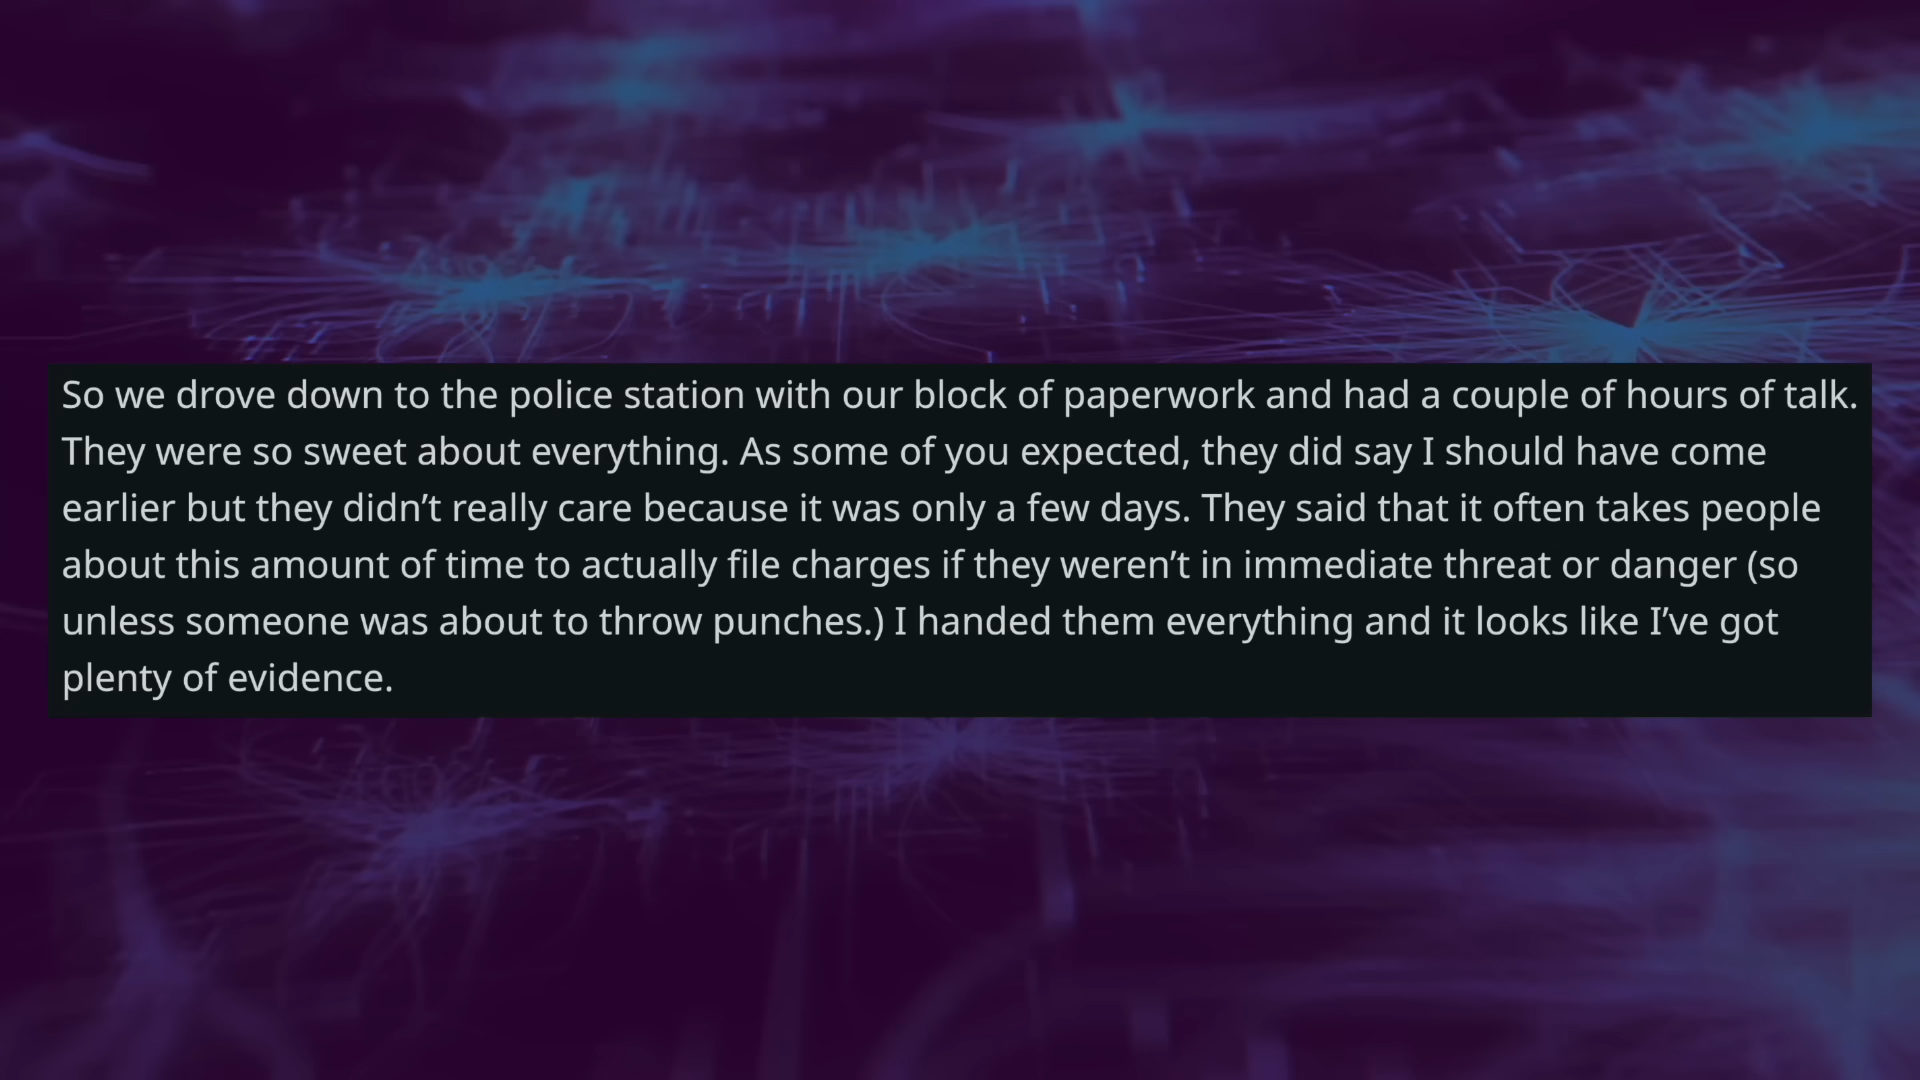 So we drove down to the police station with our block of paperwork and had a couple of hours of talk.
They were so sweet about everything. As some of you expected, they did say I should have come
earlier but they didn’t really care because it was only a few days. They said that it often takes people
about this amount of time to actually file charges if they weren’t in immediate threat or danger (so
unless someone was about to throw punches.) I handed them everything and it looks like I’ve got
plenty of evidence.